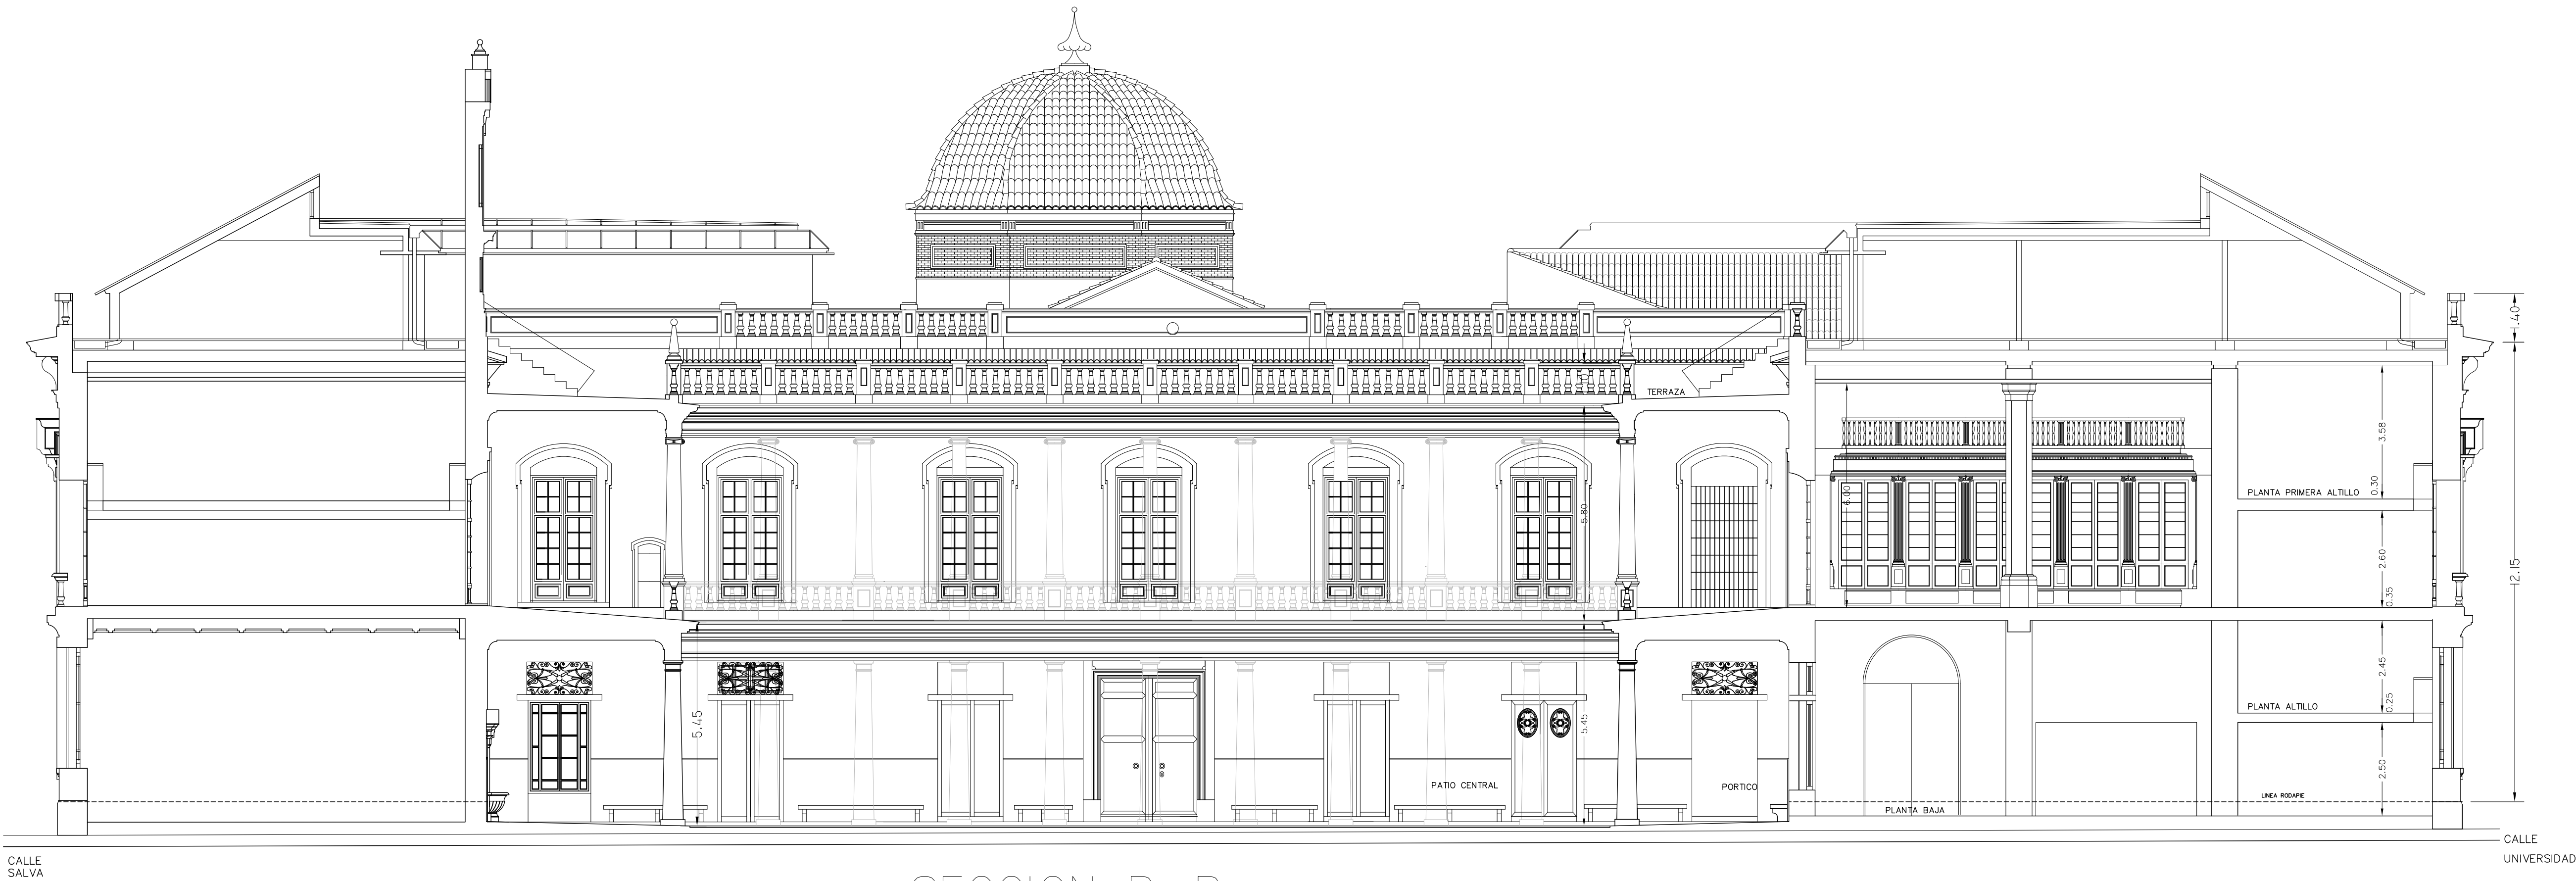 1.40
TERRAZA
3.58
6.00
5.80
PLANTA PRIMERA ALTILLO
0.30
2.60
12.15
0.35
2.45
0.25
PLANTA ALTILLO
5.45
5.45
2.50
PATIO CENTRAL
PORTICO
LINEA RODAPIE
PLANTA BAJA
CALLE
UNIVERSIDAD
CALLE
SALVA